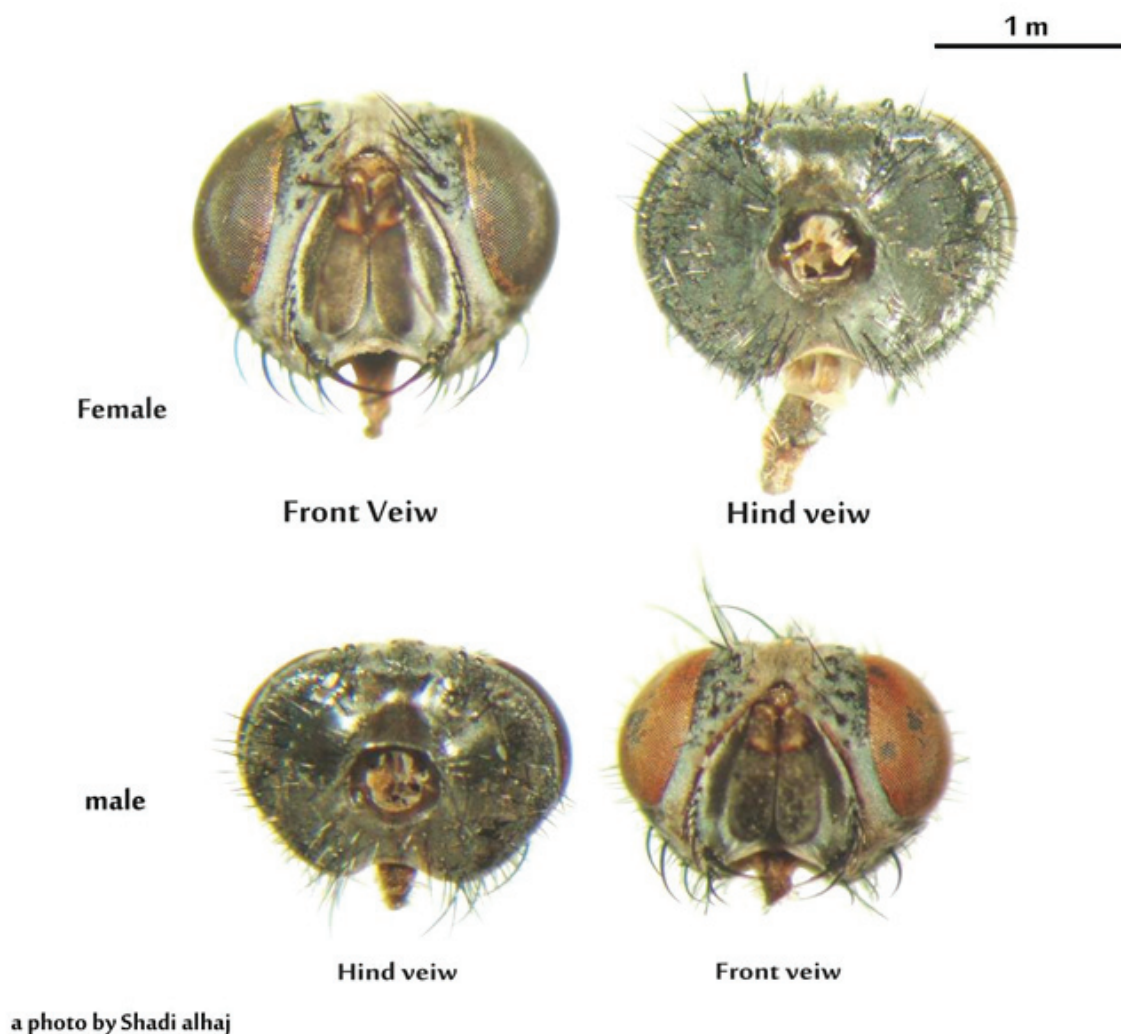 1 m
Female
Front Veiw
Hind veiw
male
Hind veiw
Front veiw
a photo by Shadi alhaj